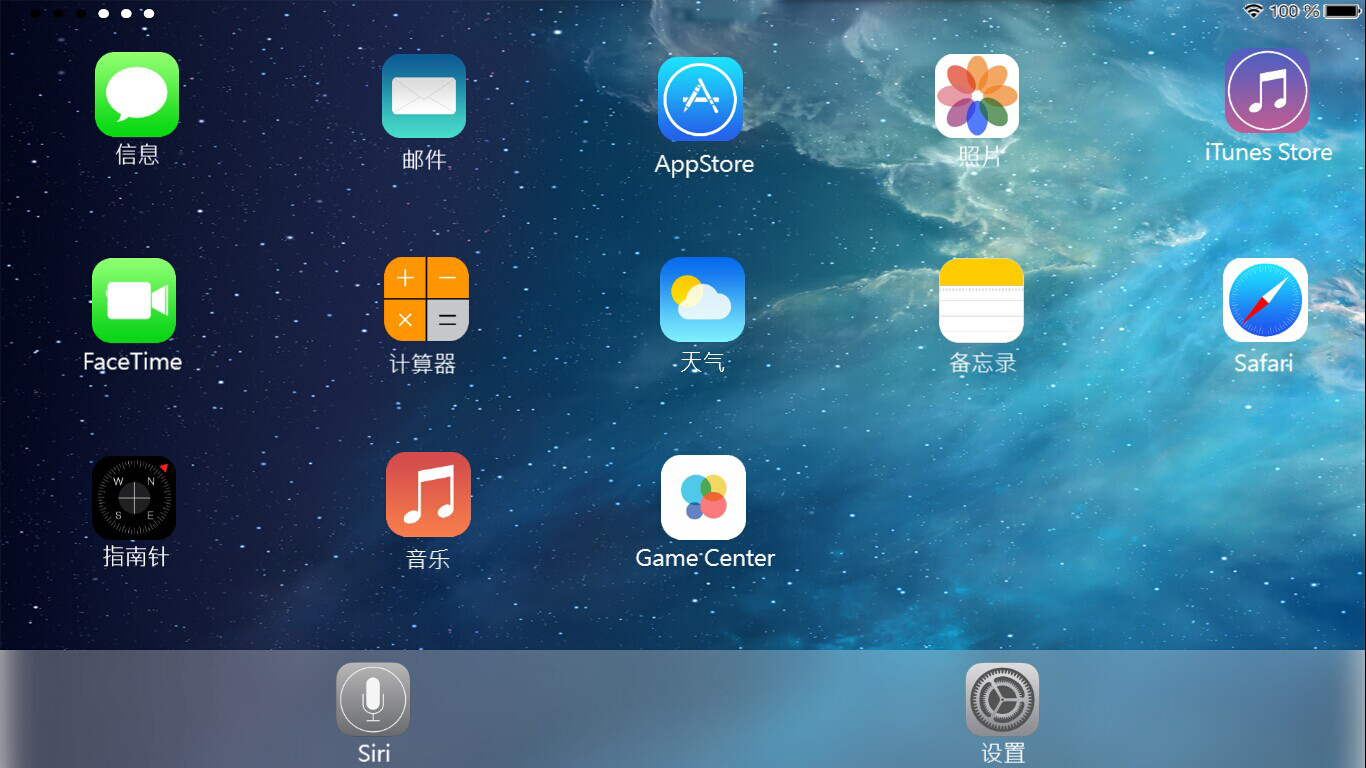 100 %
信息
邮件
AppStore
照片
iTunes Store
FaceTime
计算器
天气
备忘录
Safari
W N
S E
指南针
音乐
Game Center
Siri
设置